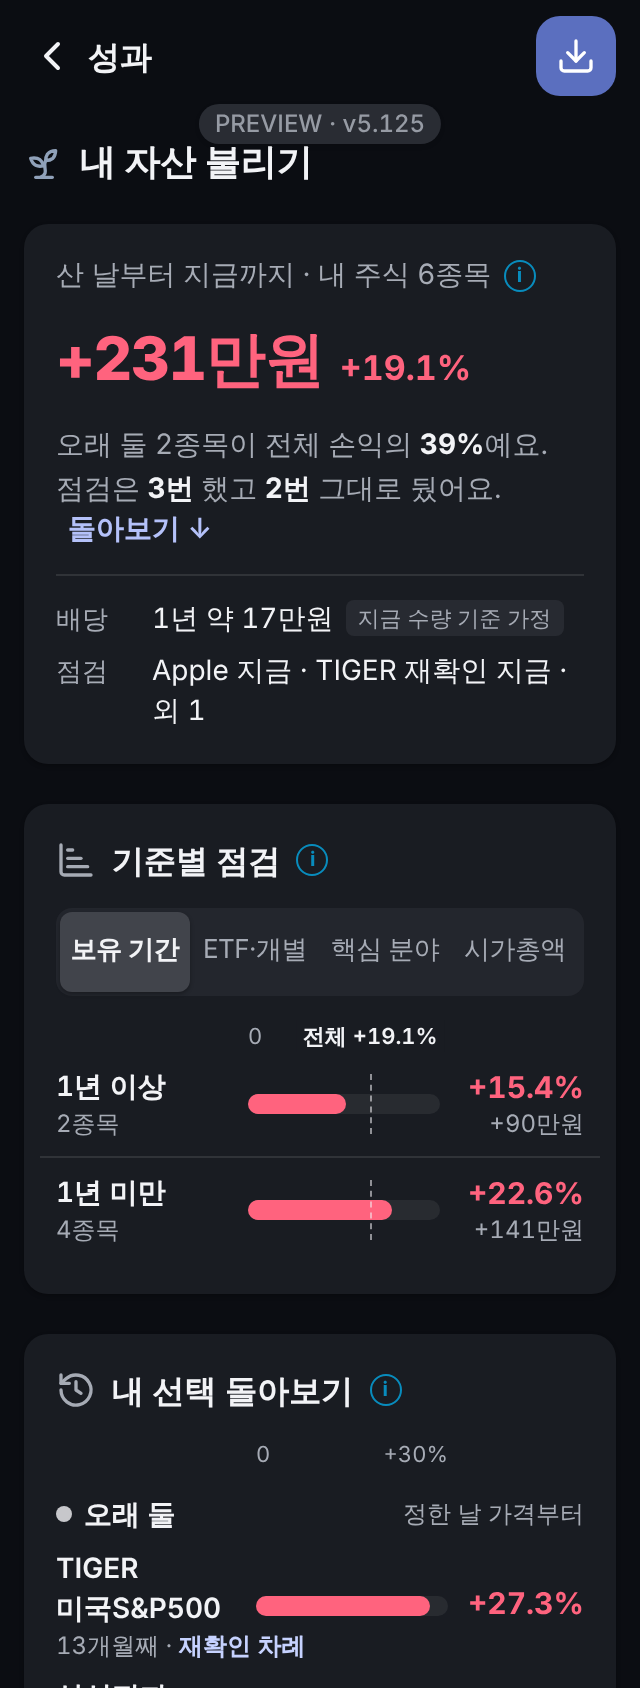 성과
PREVIEW · v5.125
내 자산 불리기
산 날부터 지금까지 · 내 주식 6종목 i
+231만원 +19.1%
오래 둘 2종목이 전체 손익의 39%예요.
점검은 3번 했고 2번 그대로 뒀어요.
돌아보기 ↓
배당 1년 약 17만원 지금 수량 기준 가정
점검 Apple 지금 · TIGER 재확인 지금 ·
외 1
기준별 점검 i
보유 기간 ETF·개별 핵심 분야 시가총액
0 전체 +19.1%
1년 이상 +15.4%
2종목 +90만원
1년 미만 +22.6%
4종목 +141만원
내 선택 돌아보기 i
0 +30%
오래 둘 정한 날 가격부터
TIGER
미국S&P500 +27.3%
13개월째 · 재확인 차례